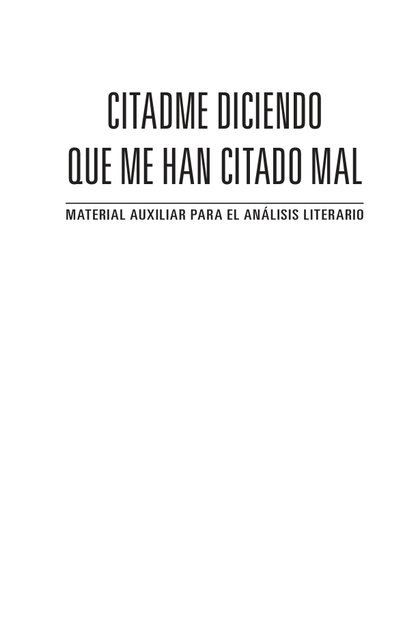 CITADME DICIENDO
QUE ME HAN CITADO MAL
MATERIAL AUXILIAR PARA EL ANÁLISIS LITERARIO